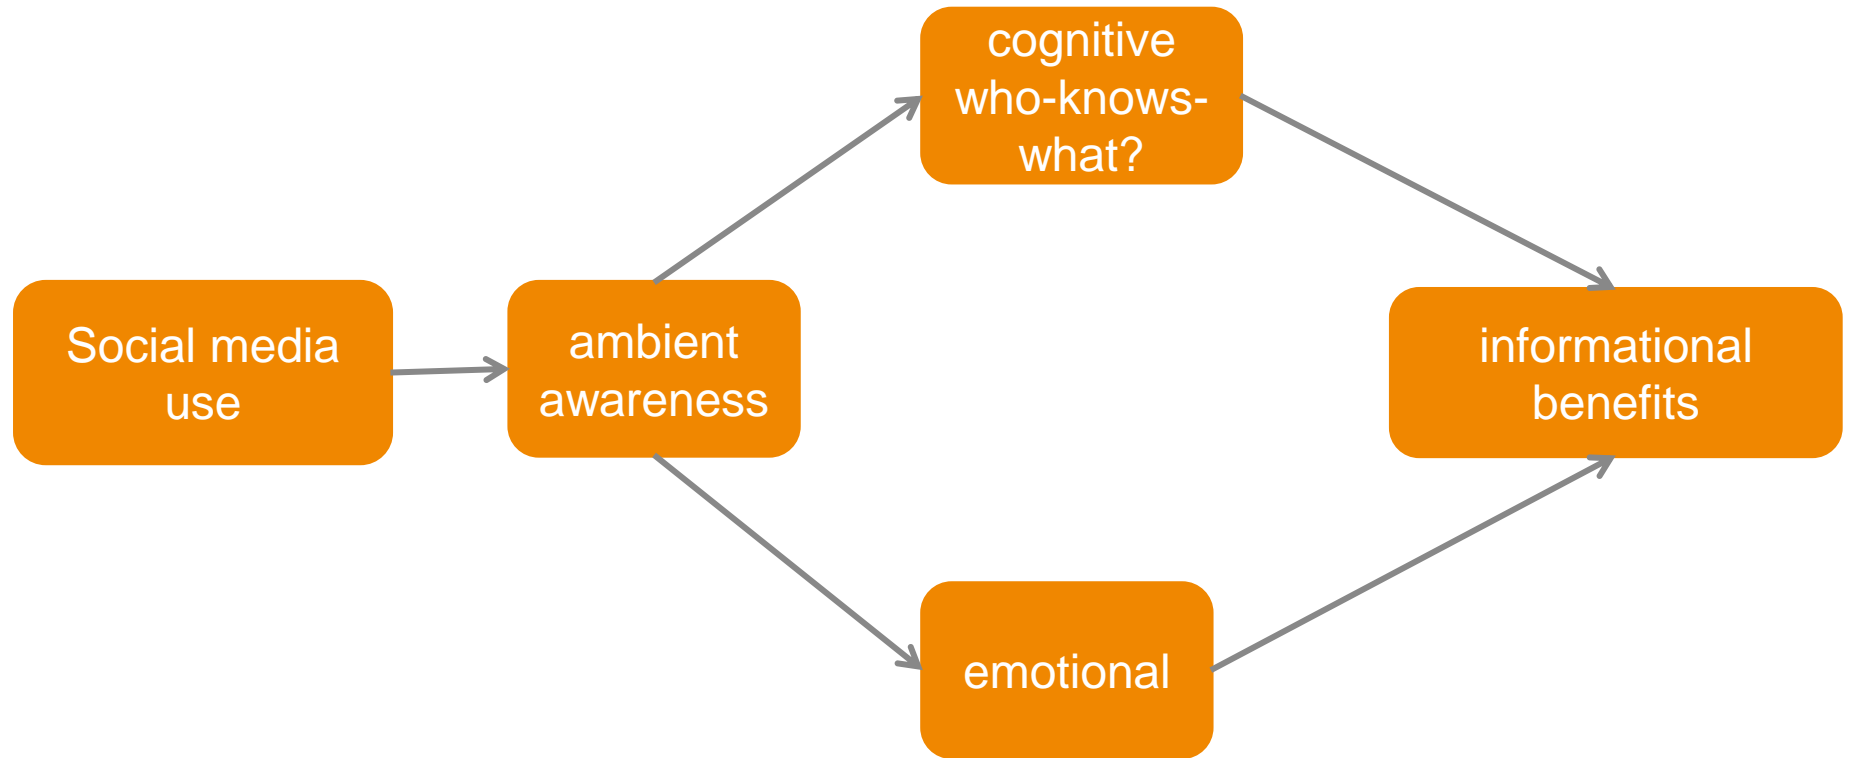 cognitive
who-knows-
what?
Social media
use
ambient
awareness
informational
benefits
emotional